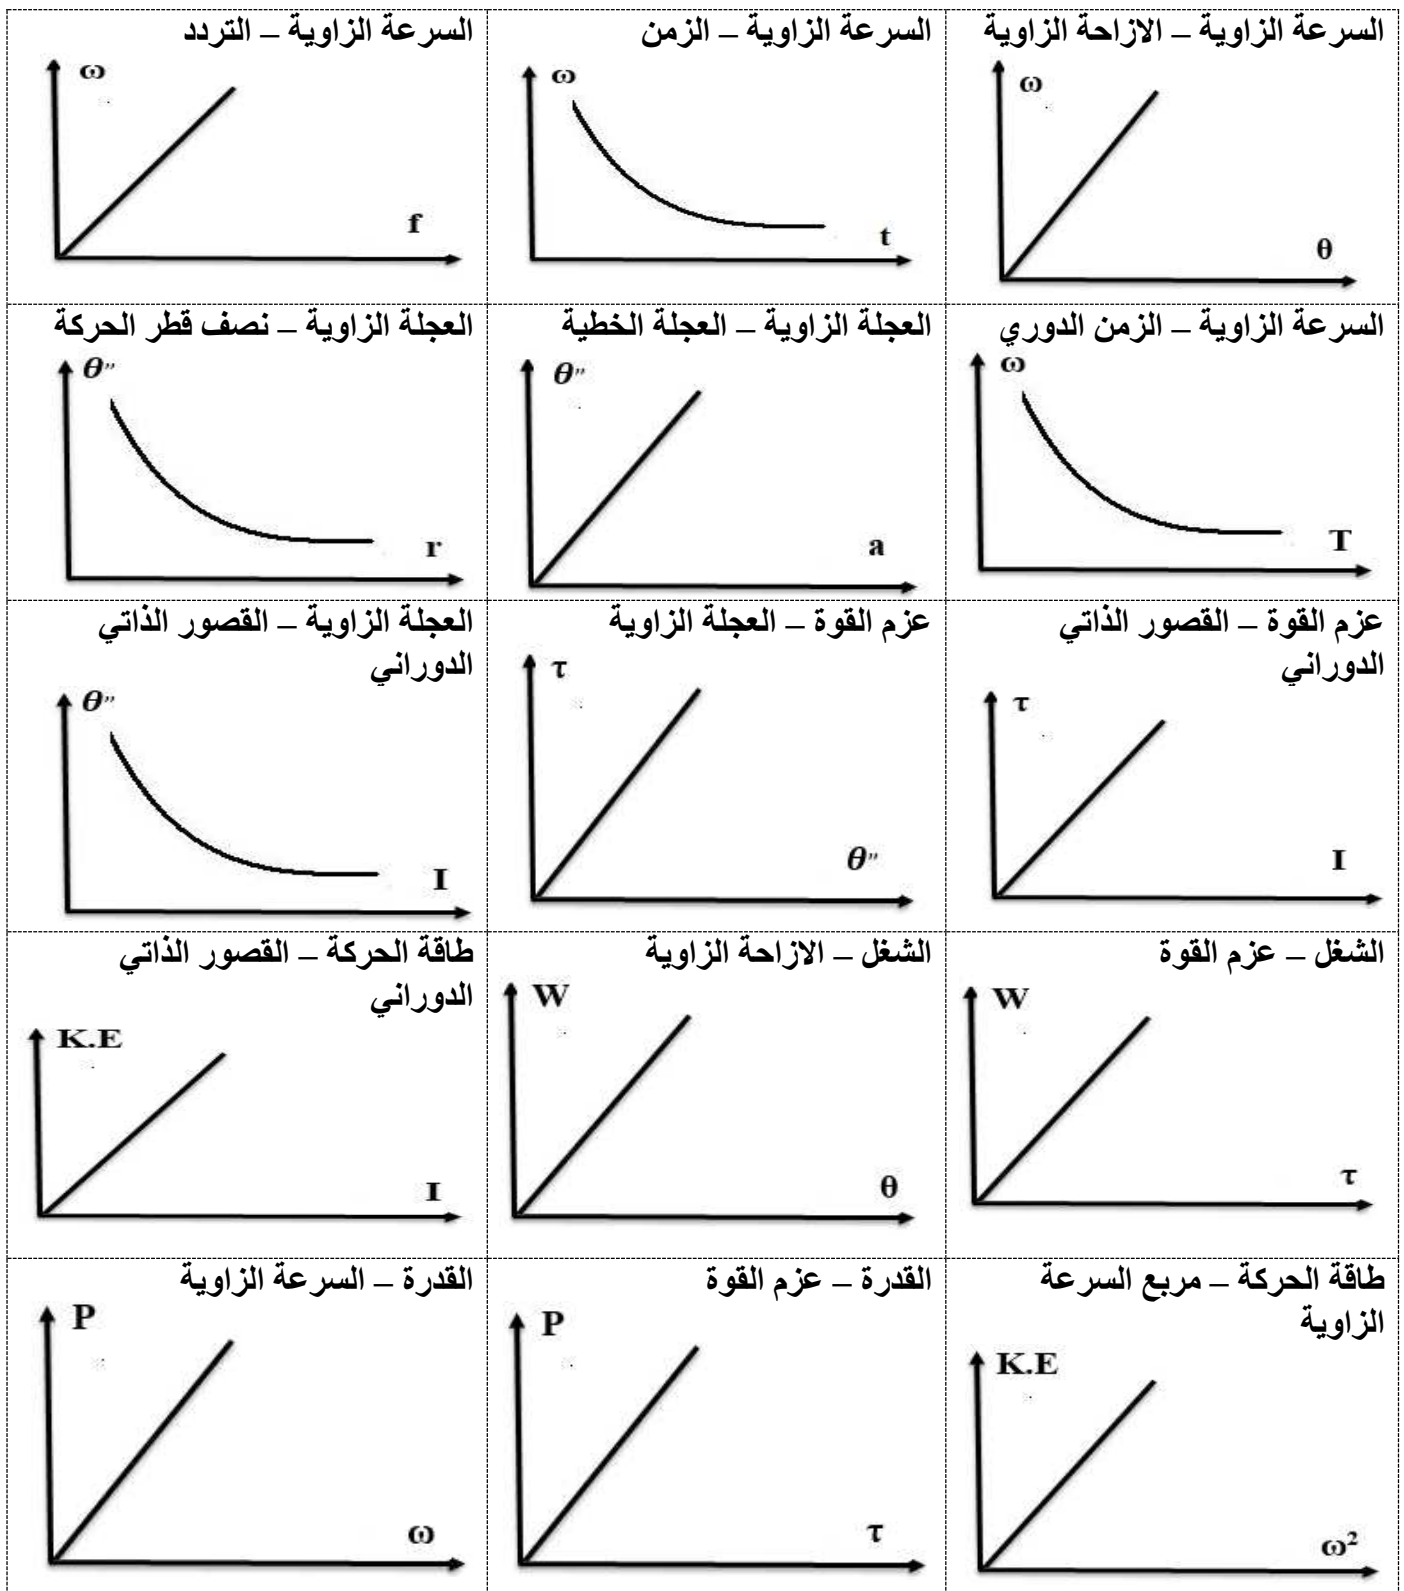 السرعة الزاوية – الازاحة الزاوية
ω
θ
السرعة الزاوية – الزمن
ω
t
السرعة الزاوية – التردد
ω
f
السرعة الزاوية – الزمن الدوري
ω
T
العجلة الزاوية – العجلة الخطية
θ”
a
العجلة الزاوية – نصف قطر الحركة
θ”
r
عزم القوة – القصور الذاتي
الدوراني
τ
I
عزم القوة – العجلة الزاوية
τ
θ”
العجلة الزاوية – القصور الذاتي
الدوراني
θ”
I
الشغل – عزم القوة
W
τ
الشغل – الازاحة الزاوية
W
θ
طاقة الحركة – القصور الذاتي
الدوراني
K.E
I
طاقة الحركة – مربع السرعة
الزاوية
K.E
ω²
القدرة – عزم القوة
P
τ
القدرة – السرعة الزاوية
P
ω